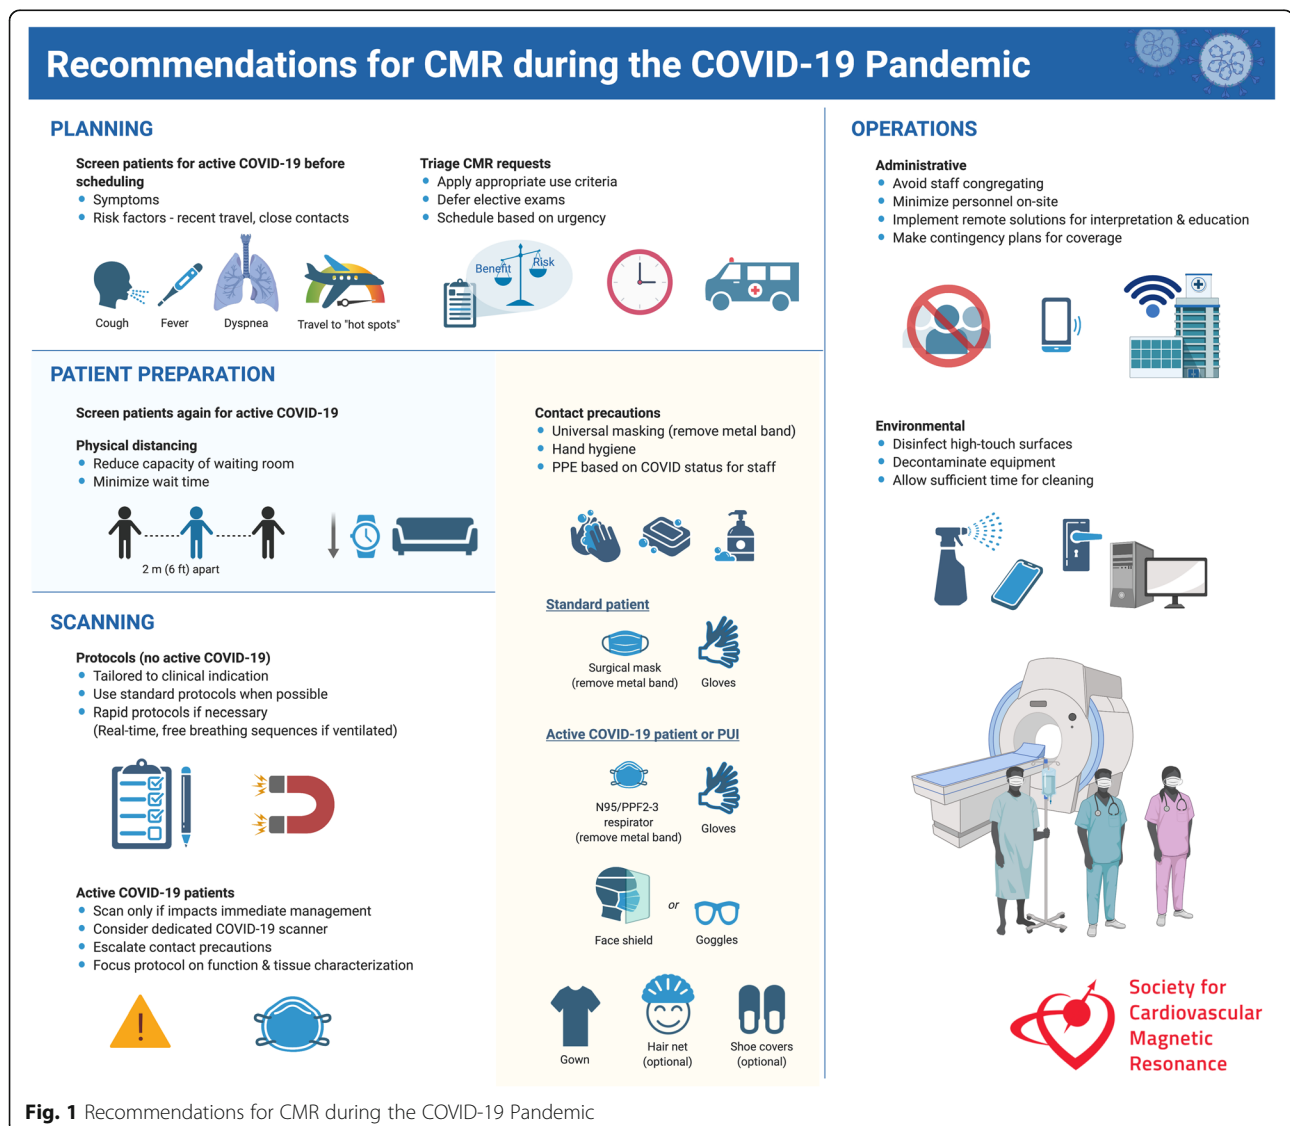 Recommendations for CMR during the COVID-19 Pandemic
PLANNING
Screen patients for active COVID-19 before
scheduling
• Symptoms
• Risk factors - recent travel, close contacts
Cough
Fever
Dyspnea
Travel to "hot spots"
Triage CMR requests
• Apply appropriate use criteria
• Defer elective exams
• Schedule based on urgency
Benefit
Risk
PATIENT PREPARATION
Screen patients again for active COVID-19
Physical distancing
• Reduce capacity of waiting room
• Minimize wait time
2 m (6 ft) apart
Contact precautions
• Universal masking (remove metal band)
• Hand hygiene
• PPE based on COVID status for staff
Standard patient
Surgical mask
(remove metal band)
Gloves
Active COVID-19 patient or PUI
N95/PPF2-3
respirator
(remove metal band)
Gloves
Face shield
or
Goggles
Gown
Hair net
(optional)
Shoe covers
(optional)
SCANNING
Protocols (no active COVID-19)
• Tailored to clinical indication
• Use standard protocols when possible
• Rapid protocols if necessary
(Real-time, free breathing sequences if ventilated)
Active COVID-19 patients
• Scan only if impacts immediate management
• Consider dedicated COVID-19 scanner
• Escalate contact precautions
• Focus protocol on function & tissue characterization
OPERATIONS
Administrative
• Avoid staff congregating
• Minimize personnel on-site
• Implement remote solutions for interpretation & education
• Make contingency plans for coverage
Environmental
• Disinfect high-touch surfaces
• Decontaminate equipment
• Allow sufficient time for cleaning
Society for
Cardiovascular
Magnetic
Resonance
Fig. 1 Recommendations for CMR during the COVID-19 Pandemic